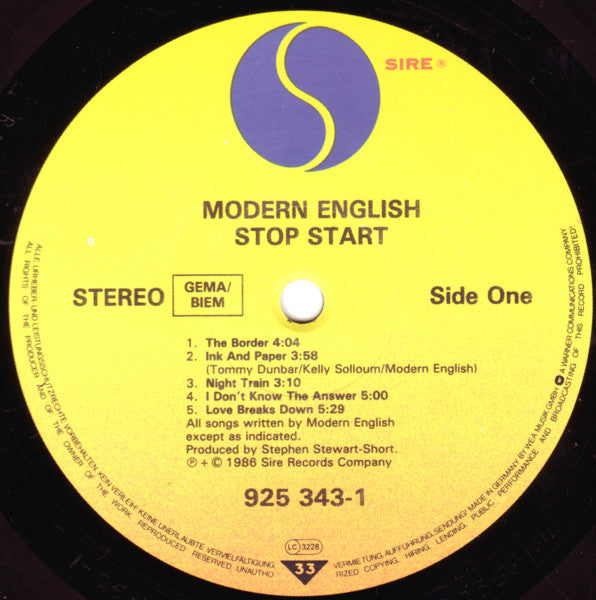 SIRE ®
MODERN ENGLISH
STOP START
STEREO
GEMA/
BIEM
Side One
1. The Border 4:04
2. Ink And Paper 3:58
(Tommy Dunbar/Kelly Solloum/Modern English)
3. Night Train 3:10
4. I Don´t Know The Answer 5:00
5. Love Breaks Down 5:29
All songs written by Modern English
except as indicated.
Produced by Stephen Stewart-Short.
℗ + © 1986 Sire Records Company
925 343-1
LC 3228
33
ALLE URHEBER- UND LEISTUNGSSCHUTZRECHTE VORBEHALTEN. KEIN VERLEIH! KEINE UNERLAUBTE VERVIELFÄLTIGUNG, VERMIETUNG, AUFFÜHRUNG, SENDUNG! MADE IN GERMANY BY WEA MUSIK GMBH A WARNER COMMUNICATIONS COMPANY
ALL RIGHTS OF THE PRODUCER AND OF THE OWNER OF THE WORK REPRODUCED RESERVED UNAUTHORIZED COPYING, HIRING, LENDING, PUBLIC PERFORMANCE AND BROADCASTING OF THIS RECORD PROHIBITED!